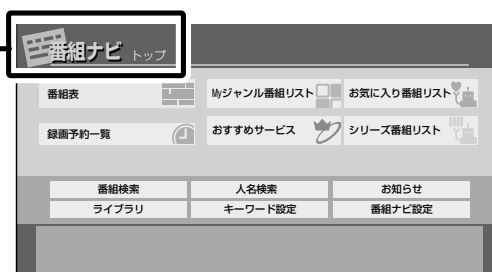 番組ナビ トップ
番組表 Myジャンル番組リスト お気に入り番組リスト
録画予約一覧 おすすめサービス シリーズ番組リスト
番組検索 人名検索 お知らせ
ライブラリ キーワード設定 番組ナビ設定